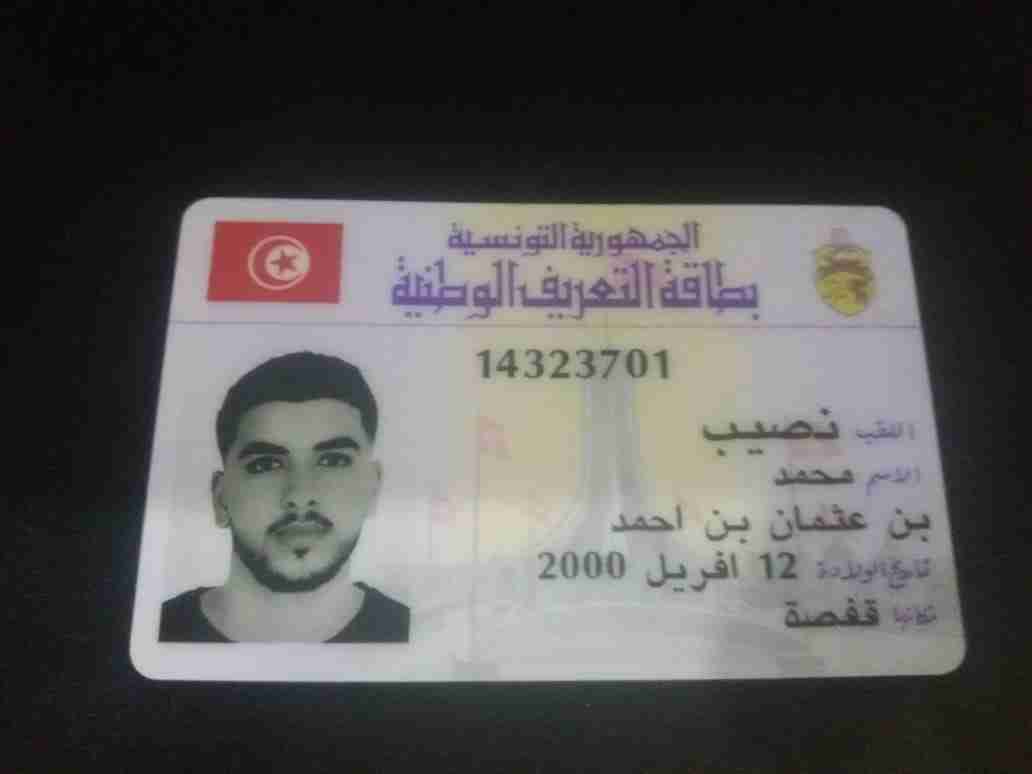 الجمهورية التونسية
بطاقة التعريف الوطنية
14323701
اللقب نصيب
الاسم محمد
بن عثمان بن احمد
تاريخ الولادة 12 افريل 2000
مكانها قفصة